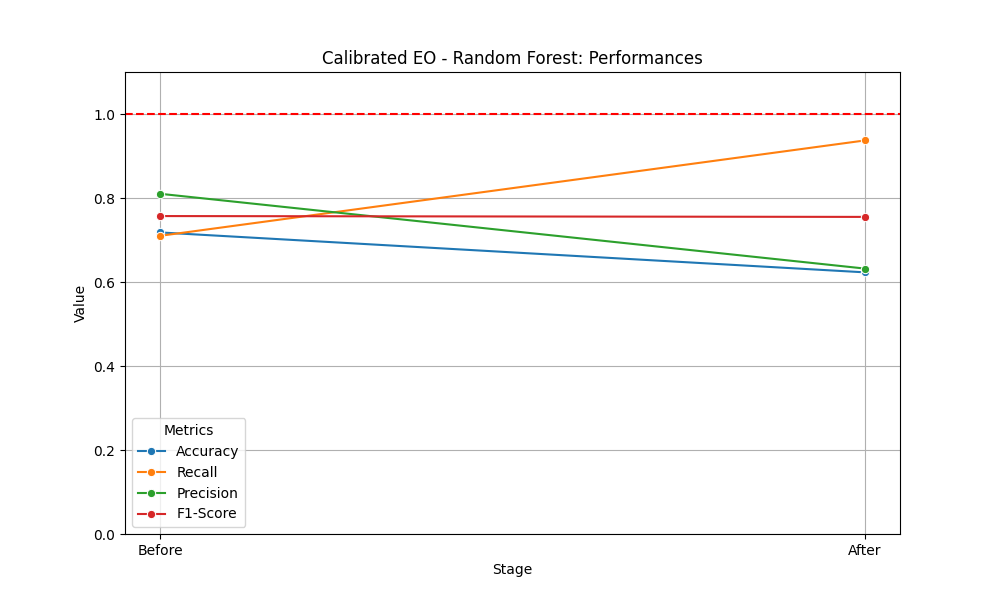 Calibrated EO - Random Forest: Performances
1.0
0.8
0.6
0.4
0.2
0.0
Value
Metrics
Accuracy
Recall
Precision
F1-Score
Before
After
Stage